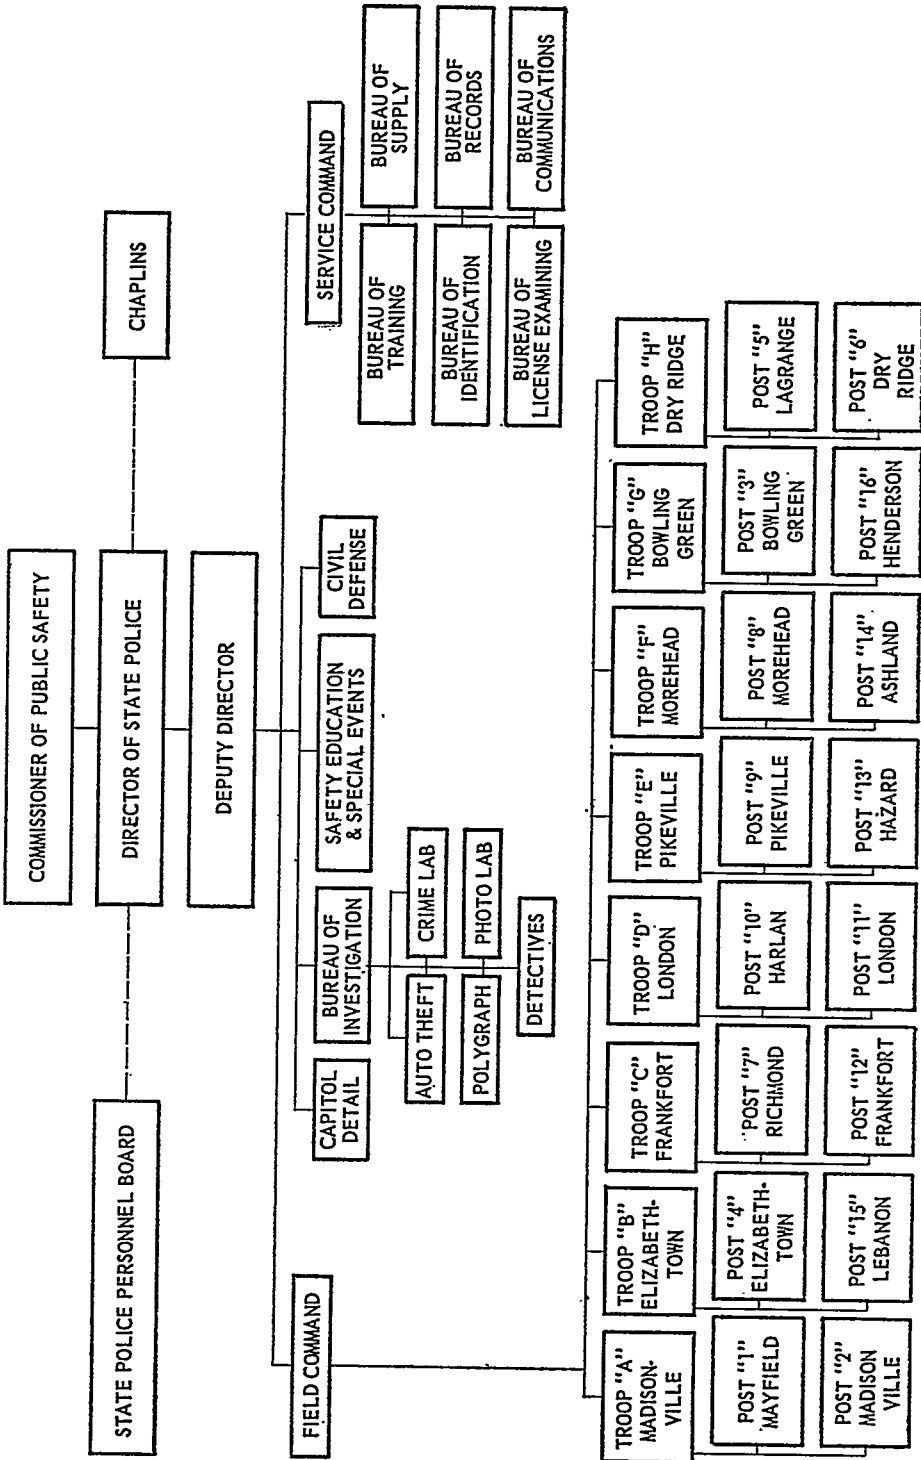 COMMISSIONER OF PUBLIC SAFETY
STATE POLICE PERSONNEL BOARD
DIRECTOR OF STATE POLICE
CHAPLINS
DEPUTY DIRECTOR
FIELD COMMAND
CAPITOL
DETAIL
BUREAU OF
INVESTIGATION
SAFETY EDUCATION
& SPECIAL EVENTS
CIVIL
DEFENSE
SERVICE COMMAND
AUTO THEFT
CRIME LAB
POLYGRAPH
PHOTO LAB
DETECTIVES
BUREAU OF
TRAINING
BUREAU OF
SUPPLY
BUREAU OF
IDENTIFICATION
BUREAU OF
RECORDS
BUREAU OF
LICENSE EXAMINING
BUREAU OF
COMMUNICATIONS
TROOP "A"
MADISON-
VILLE
TROOP "B"
ELIZABETH-
TOWN
TROOP "C"
FRANKFORT
TROOP "D"
LONDON
TROOP "E"
PIKEVILLE
TROOP "F"
MOREHEAD
TROOP "G"
BOWLING
GREEN
TROOP "H"
DRY RIDGE
POST "1"
MAYFIELD
POST "4"
ELIZABETH-
TOWN
POST "7"
RICHMOND
POST "10"
HARLAN
POST "9"
PIKEVILLE
POST "8"
MOREHEAD
POST "3"
BOWLING
GREEN
POST "5"
LAGRANGE
POST "2"
MADISON
VILLE
POST "15"
LEBANON
POST "12"
FRANKFORT
POST "11"
LONDON
POST "13"
HAZARD
POST "14"
ASHLAND
POST "16"
HENDERSON
POST "6"
DRY
RIDGE